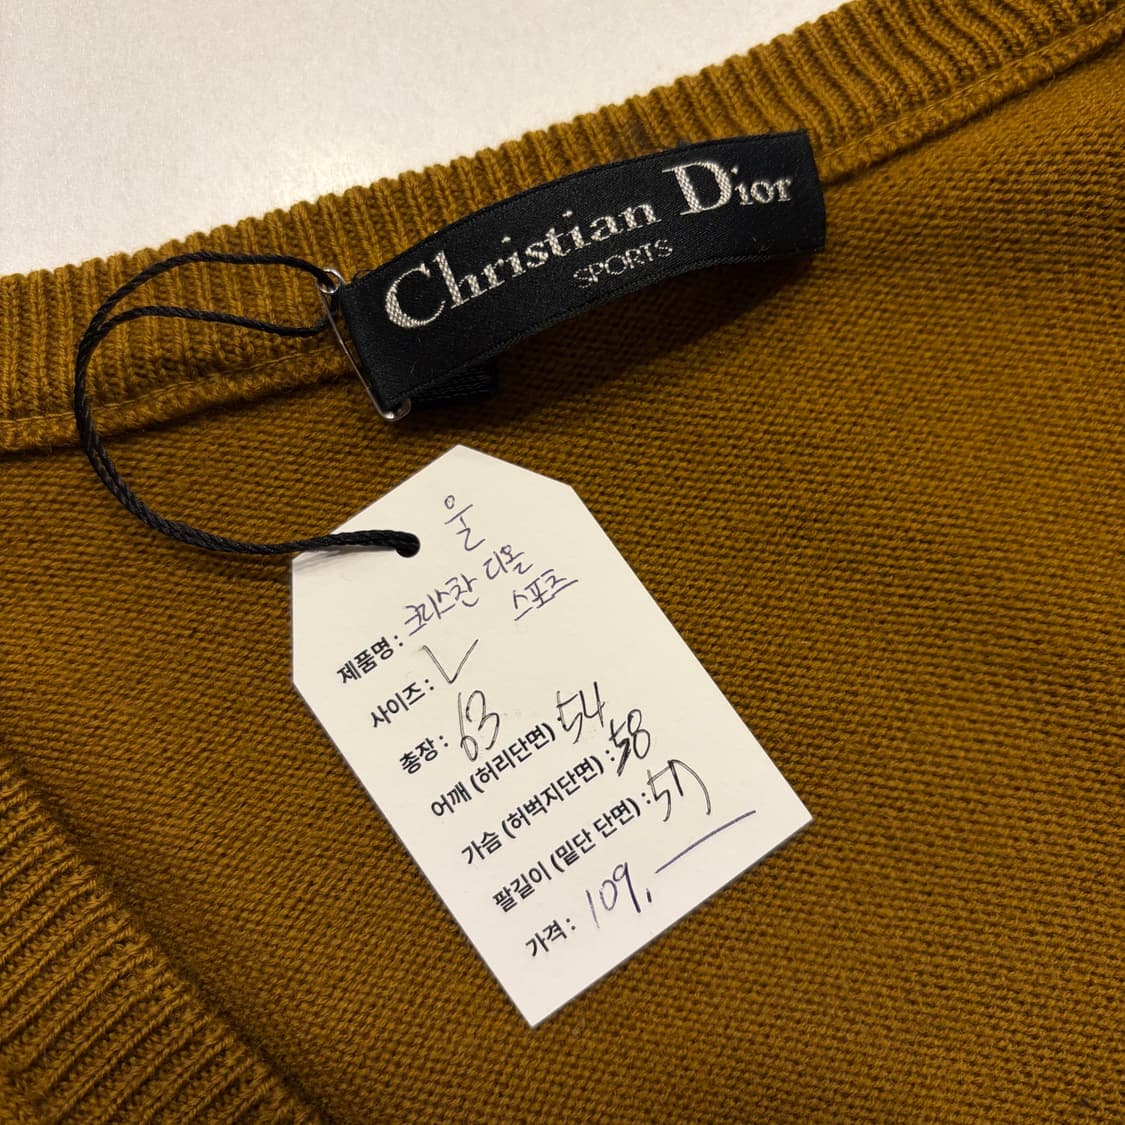 Christian Dior
SPORTS
울
제품명 : 크리스찬 디올
스포츠
사이즈 : L
총장 : 63
어깨 (허리단면) : 54
가슴 (허벅지단면) : 58
팔길이 (밑단 단면) : 57
가격 : 109,